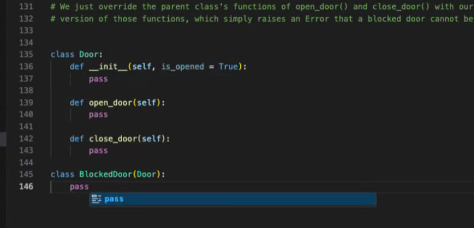 131 # We just override the parent class's functions of open_door() and close_door() with our
132 # version of those functions, which simply raises an Error that a blocked door cannot be
133
134
135 class Door:
136 def __init__(self, is_opened = True):
137 pass
138
139 def open_door(self):
140 pass
141
142 def close_door(self):
143 pass
144
145 class BlockedDoor(Door):
146 pass
pass